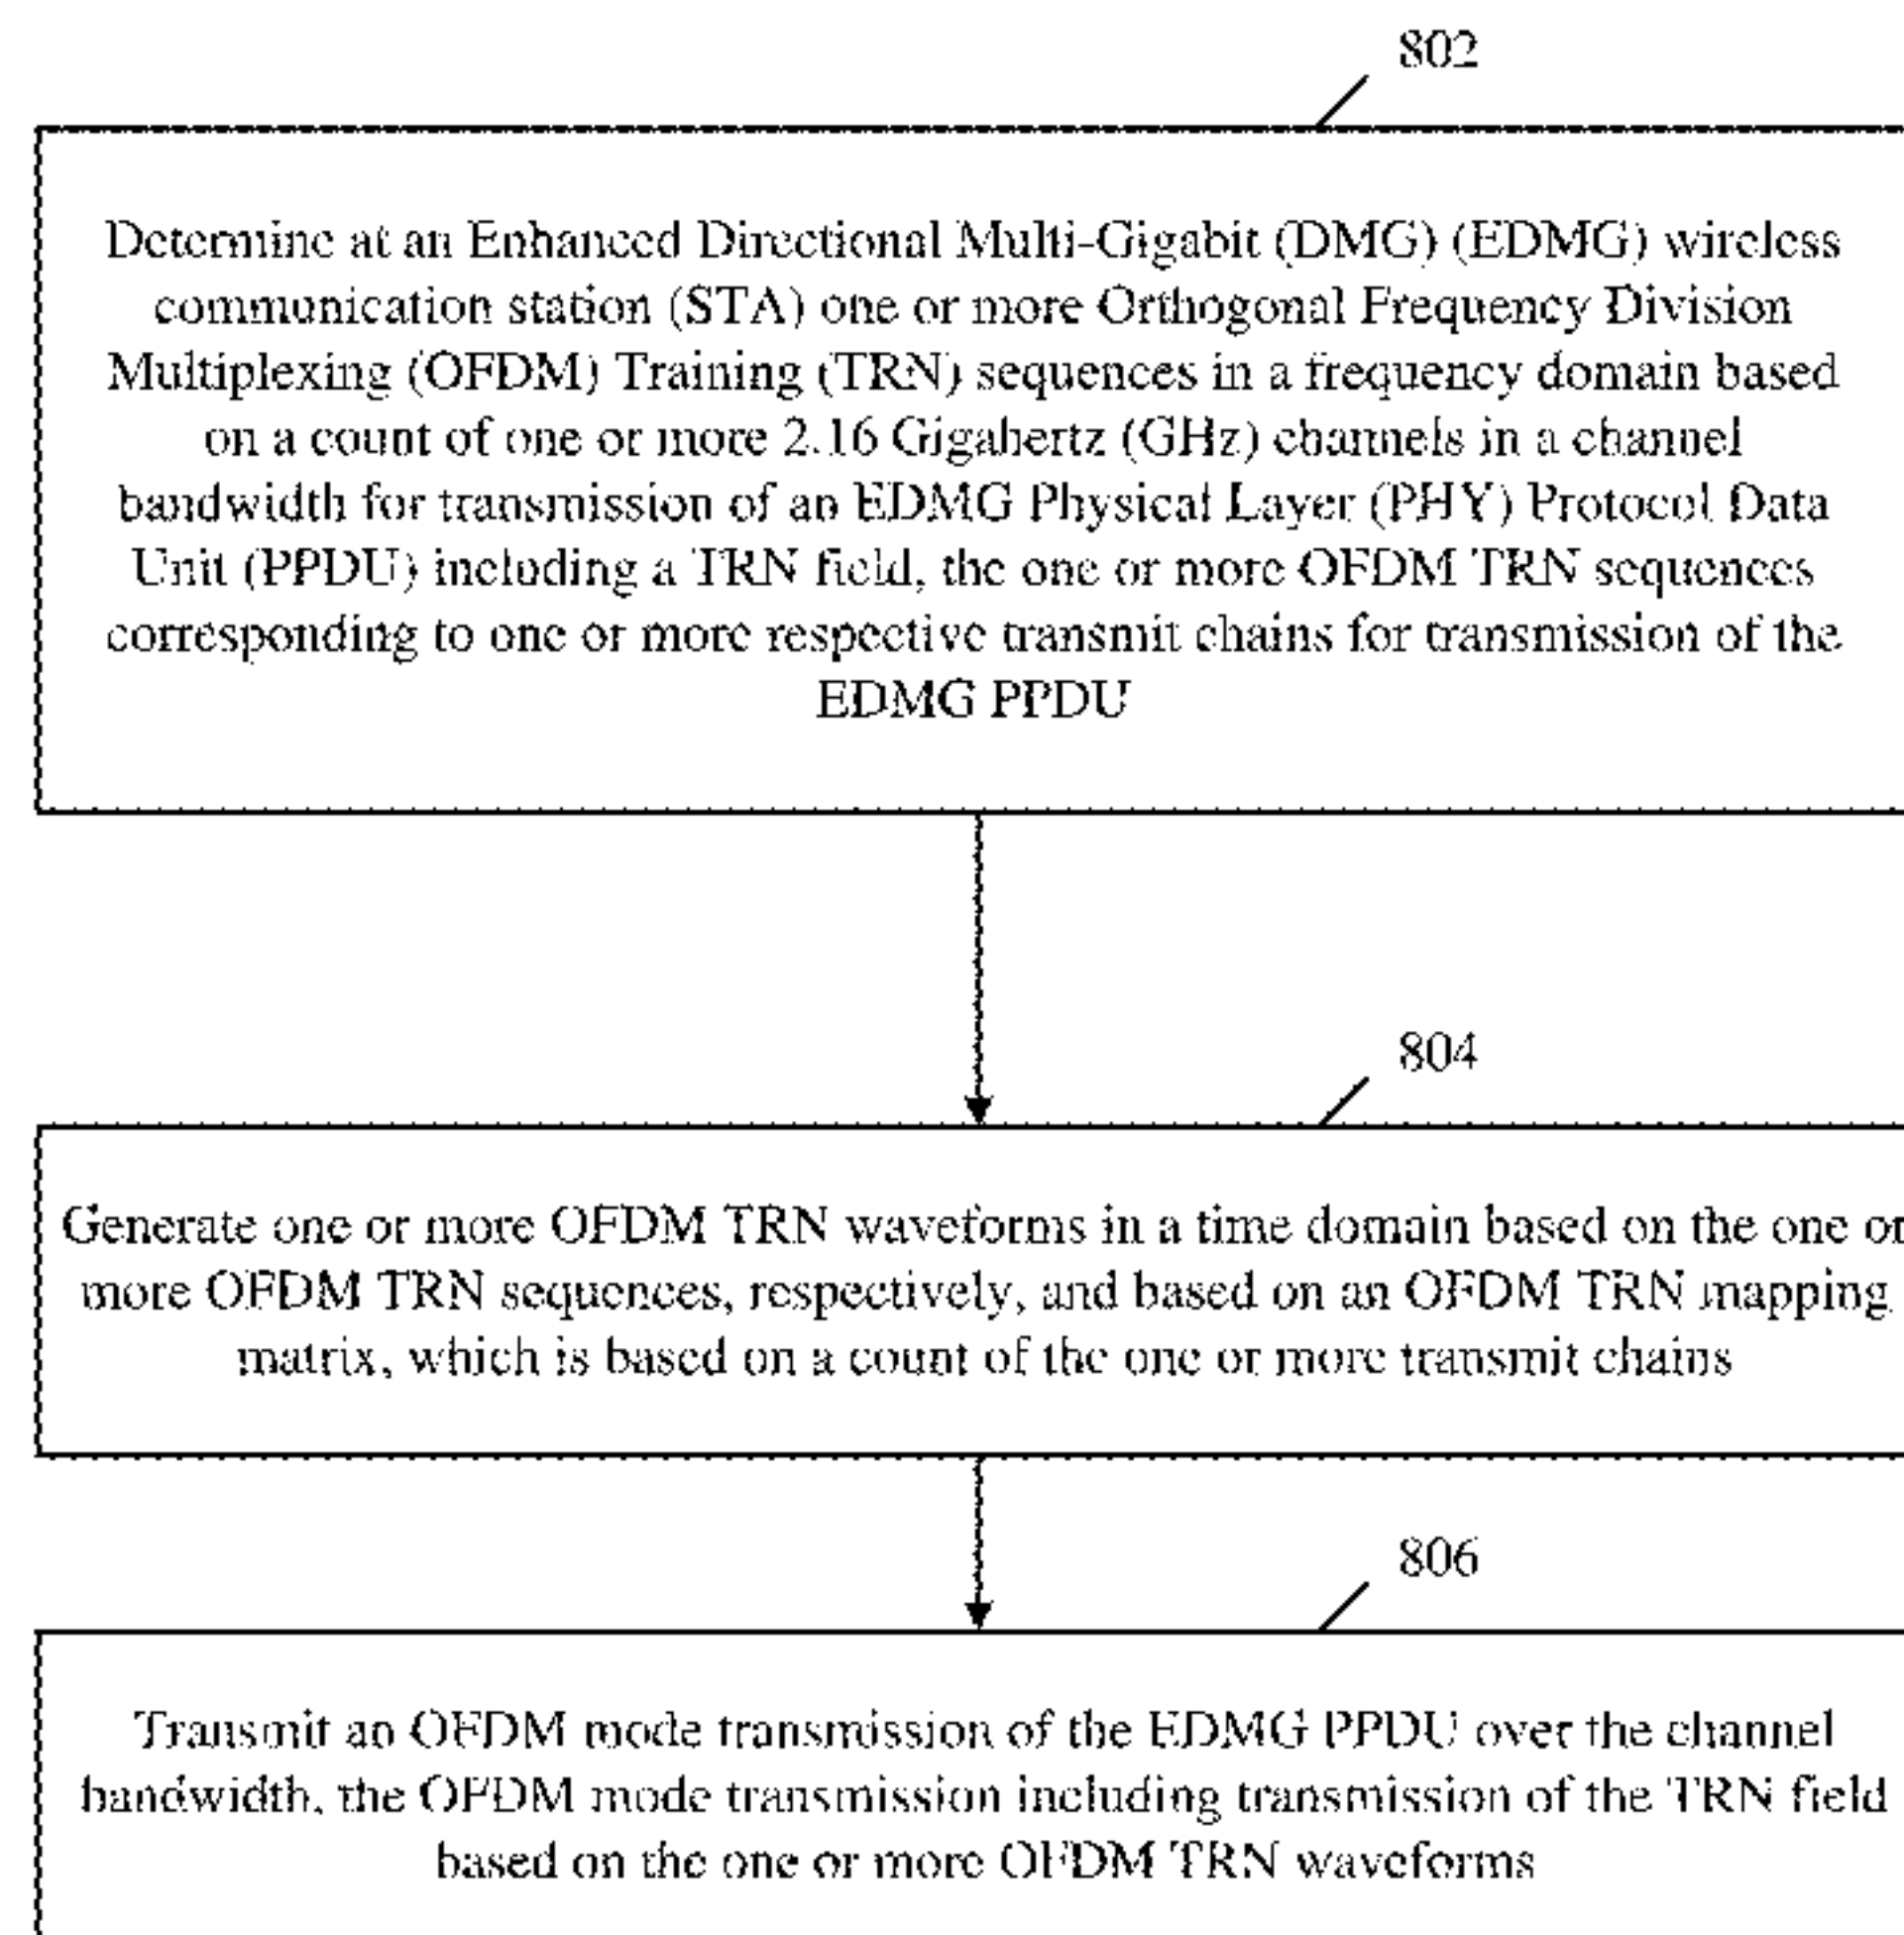 802
Determine at an Enhanced Directional Multi-Gigabit (DMG) (EDMG) wireless
communication station (STA) one or more Orthogonal Frequency Division
Multiplexing (OFDM) Training (TRN) sequences in a frequency domain based
on a count of one or more 2.16 Gigahertz (GHz) channels in a channel
bandwidth for transmission of an EDMG Physical Layer (PHY) Protocol Data
Unit (PPDU) including a TRN field, the one or more OFDM TRN sequences
corresponding to one or more respective transmit chains for transmission of the
EDMG PPDU
804
Generate one or more OFDM TRN waveforms in a time domain based on the one or
more OFDM TRN sequences, respectively, and based on an OFDM TRN mapping
matrix, which is based on a count of the one or more transmit chains
806
Transmit an OFDM mode transmission of the EDMG PPDU over the channel
bandwidth, the OFDM mode transmission including transmission of the TRN field
based on the one or more OFDM TRN waveforms